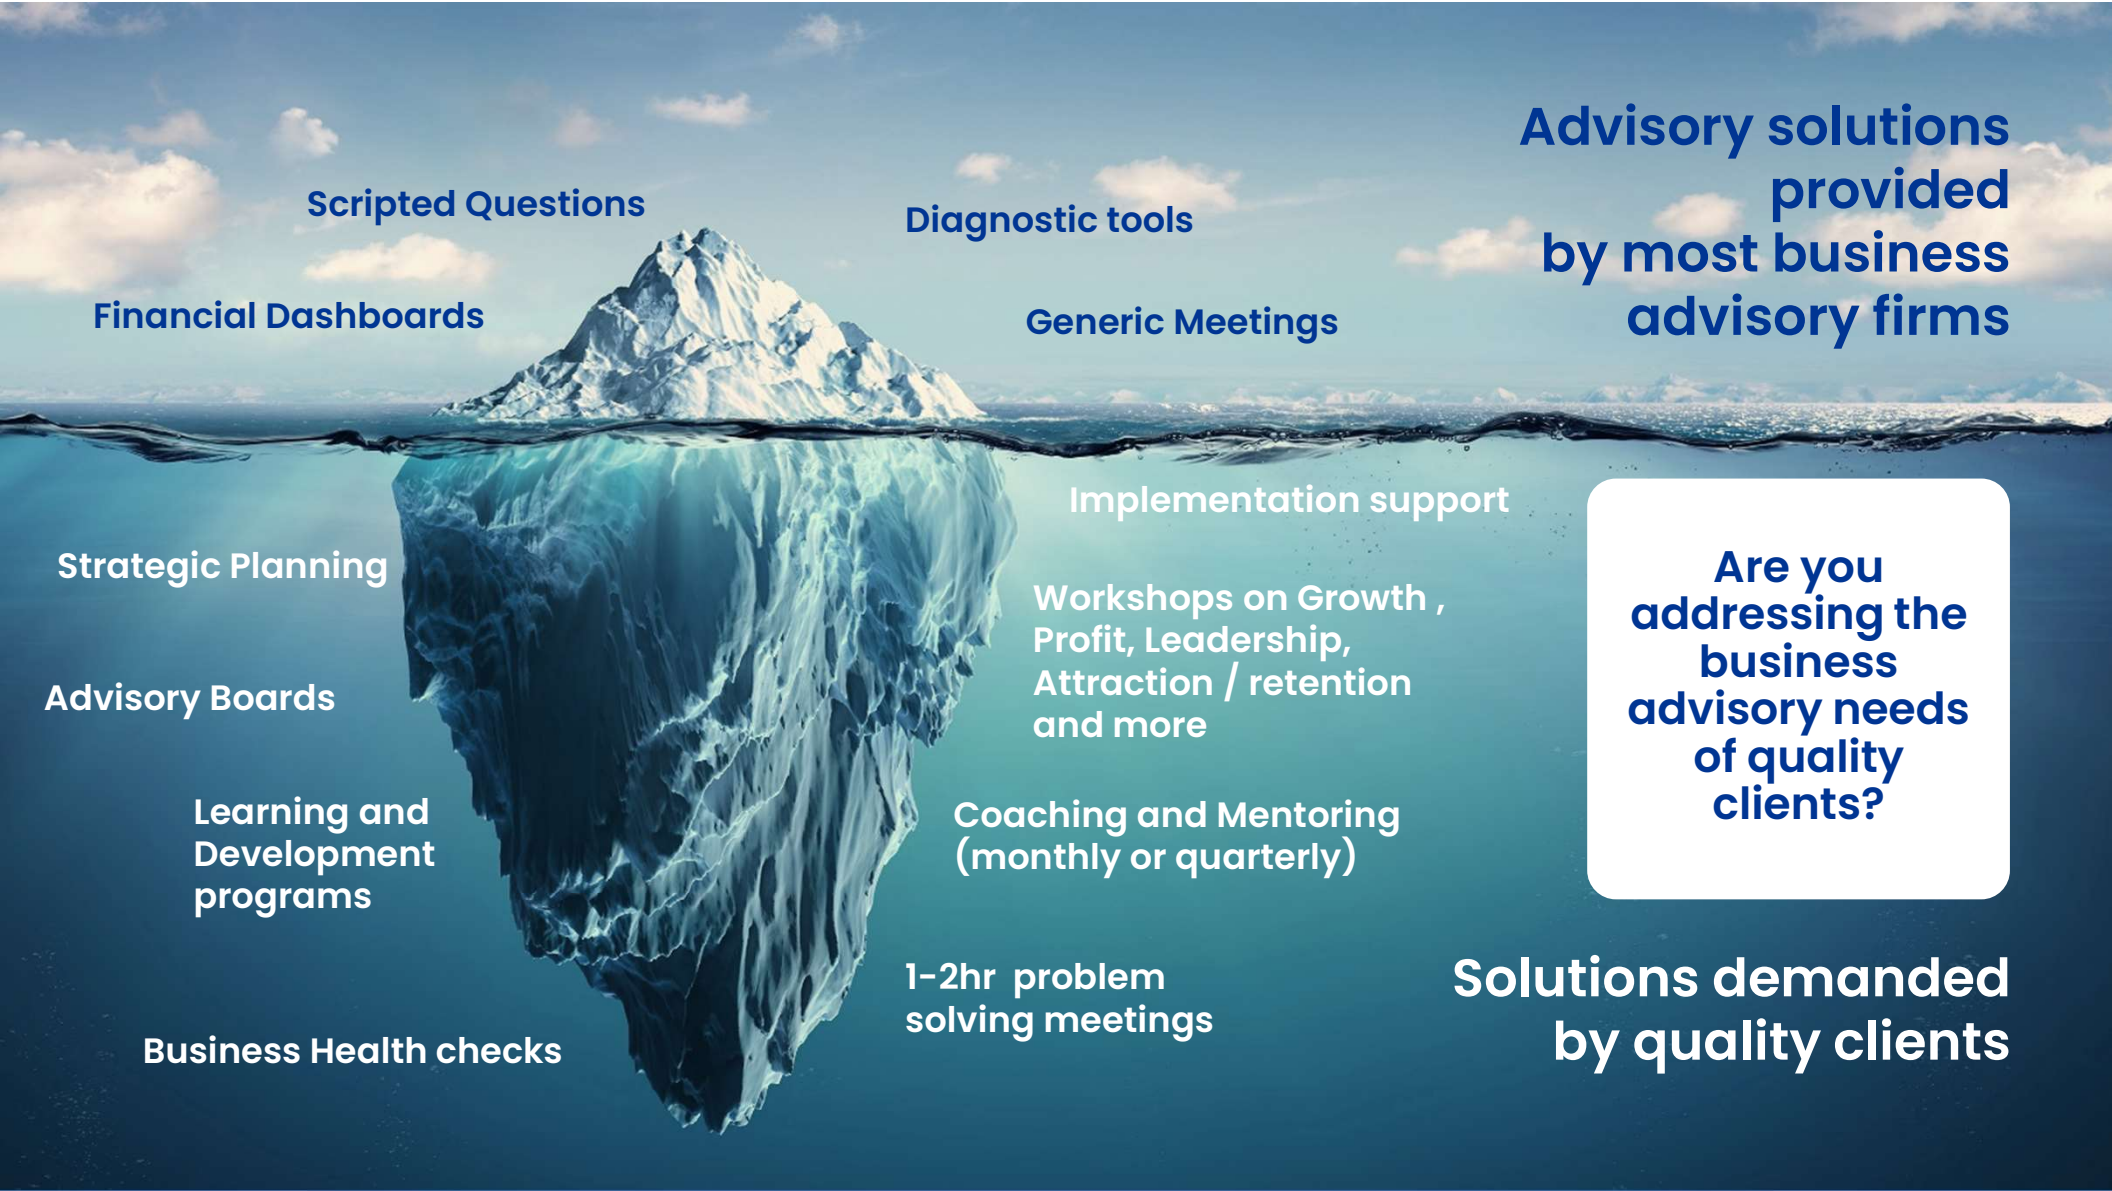 Advisory solutions
provided
by most business
advisory firms
Scripted Questions
Diagnostic tools
Financial Dashboards
Generic Meetings
Implementation support
Strategic Planning
Workshops on Growth ,
Profit, Leadership,
Attraction / retention
and more
Advisory Boards
Learning and
Development
programs
Coaching and Mentoring
(monthly or quarterly)
1-2hr problem
solving meetings
Business Health checks
Are you
addressing the
business
advisory needs
of quality
clients?
Solutions demanded
by quality clients